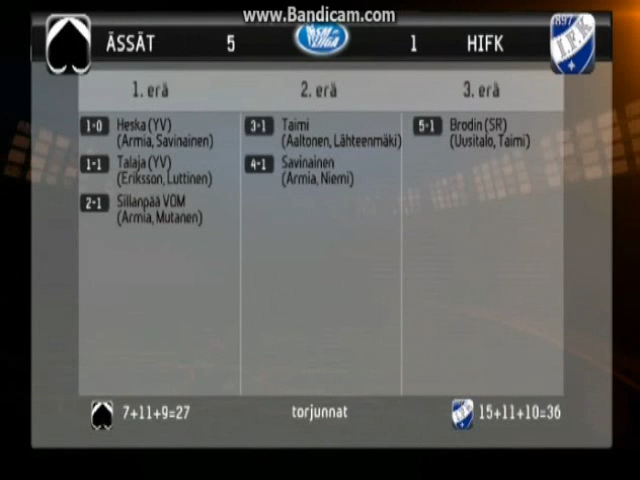 www.Bandicam.com
ÄSSÄT 5 1 HIFK
1897
I.F.K
1. erä 2. erä 3. erä
1-0 Heska (YV)
(Armia, Savinainen)
1-1 Talaja (YV)
(Eriksson, Luttinen)
2-1 Sillanpää VOM
(Armia, Mutanen)
3-1 Taimi
(Aaltonen, Lähteenmäki)
4-1 Savinainen
(Armia, Niemi)
5-1 Brodin (SR)
(Uusitalo, Taimi)
7+11+9=27 torjunnat 15+11+10=36